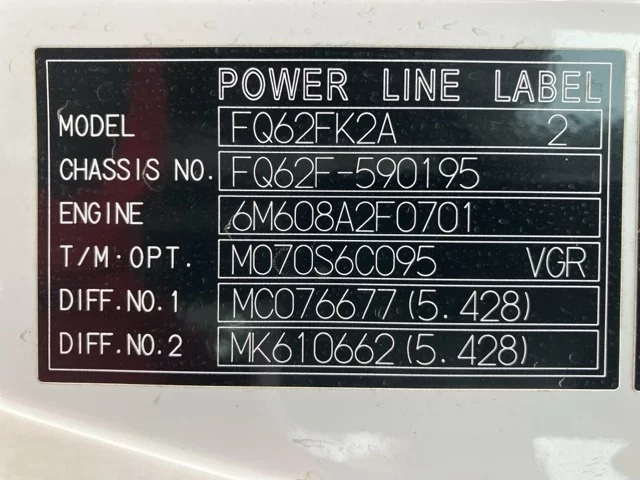 POWER LINE LABEL
MODEL FQ62FK2A 2
CHASSIS NO. FQ62F-590195
ENGINE 6M608A2F0701
T/M·OPT. M070S6C095 VGR
DIFF.NO.1 MC076677(5.428)
DIFF.NO.2 MK610662(5.428)